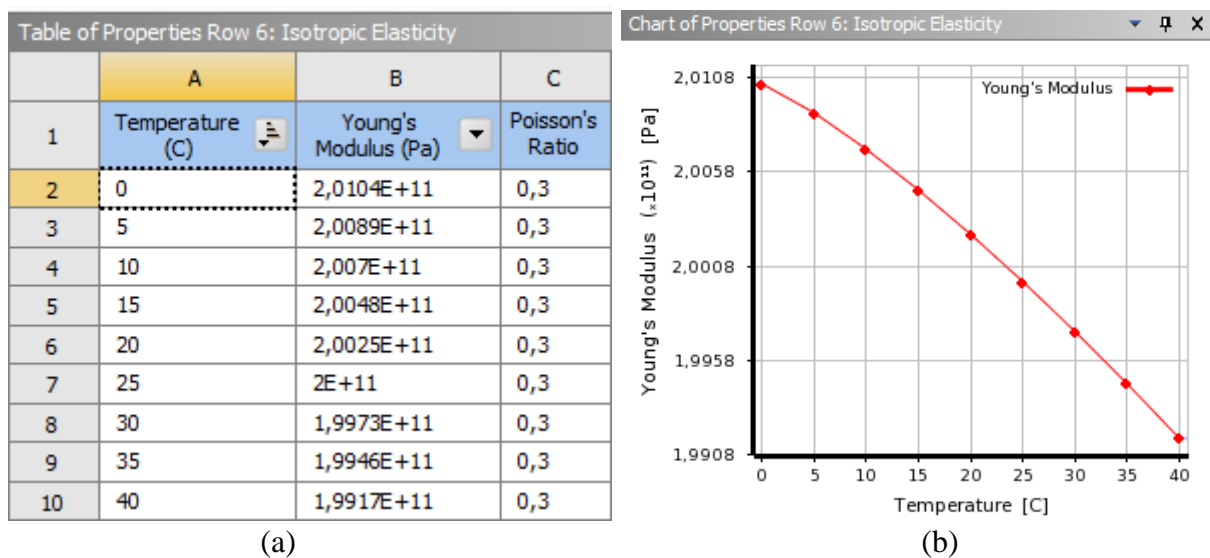 Table of Properties Row 6: Isotropic Elasticity
A B C
1 Temperature (C) Young's Modulus (Pa) Poisson's Ratio
2 0 2,0104E+11 0,3
3 5 2,0089E+11 0,3
4 10 2,007E+11 0,3
5 15 2,0048E+11 0,3
6 20 2,0025E+11 0,3
7 25 2E+11 0,3
8 30 1,9973E+11 0,3
9 35 1,9946E+11 0,3
10 40 1,9917E+11 0,3
(a)
Chart of Properties Row 6: Isotropic Elasticity
Young's Modulus
Young's Modulus (ₓ10¹¹) [Pa]
2,0108
2,0058
2,0008
1,9958
1,9908
0 5 10 15 20 25 30 35 40
Temperature [C]
(b)